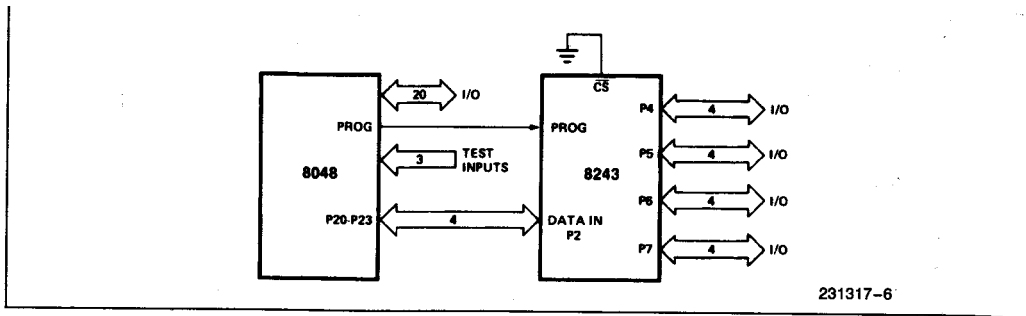 CS
20 I/O
PROG
PROG
P4 4 I/O
3 TEST
INPUTS
P5 4 I/O
8048
8243
P6 4 I/O
P20-P23 4 DATA IN
P2
P7 4 I/O
231317-6